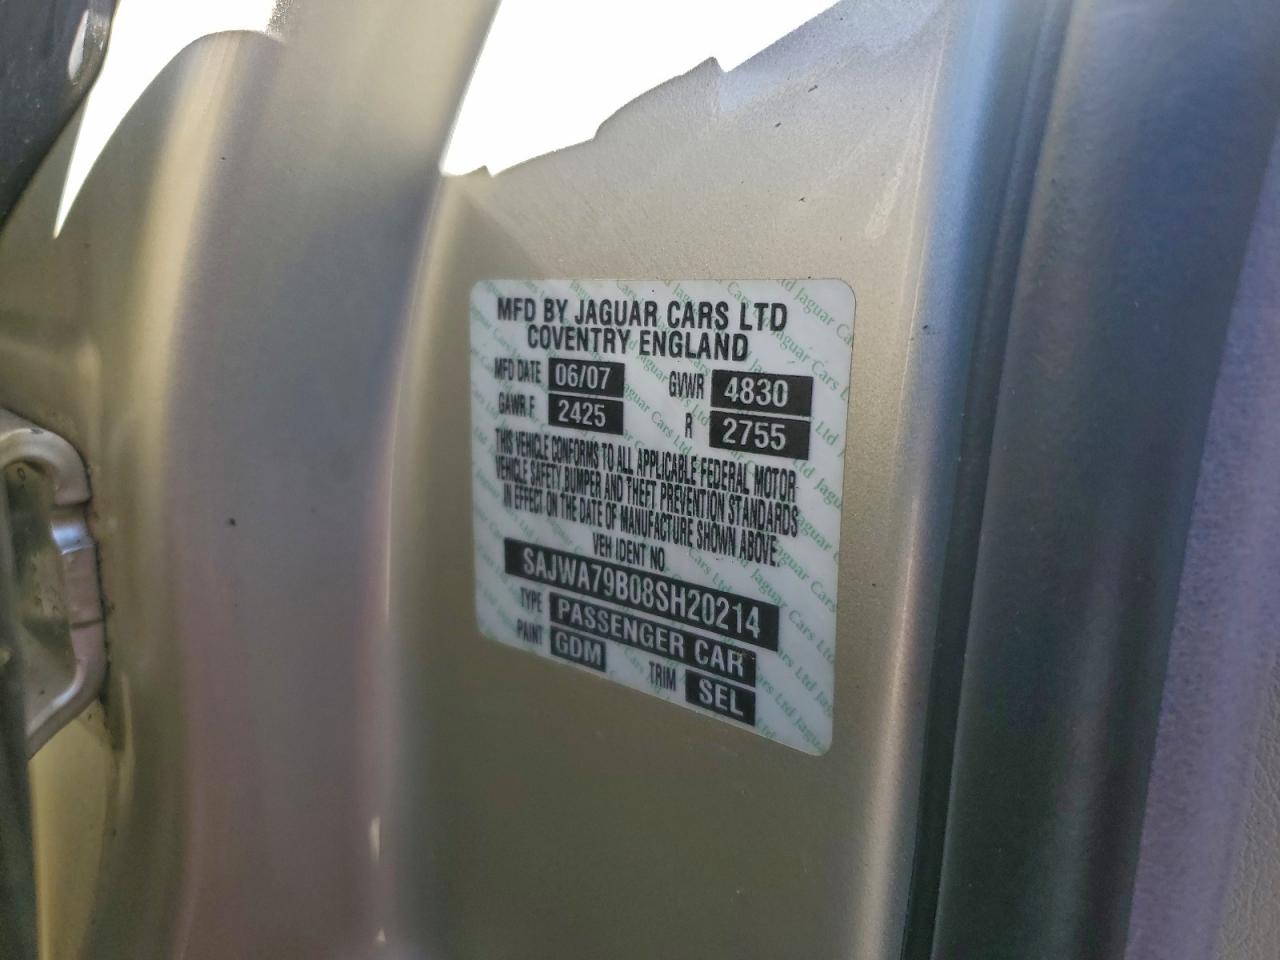 MFD BY JAGUAR CARS LTD
COVENTRY ENGLAND
MFD DATE 06/07 GVWR 4830
GAWR F 2425 R 2755
THIS VEHICLE CONFORMS TO ALL APPLICABLE FEDERAL MOTOR
VEHICLE SAFETY BUMPER AND THEFT PREVENTION STANDARDS
IN EFFECT ON THE DATE OF MANUFACTURE SHOWN ABOVE.
VEH IDENT NO
SAJWA79B08SH20214
TYPE PASSENGER CAR
PAINT GDM TRIM SEL